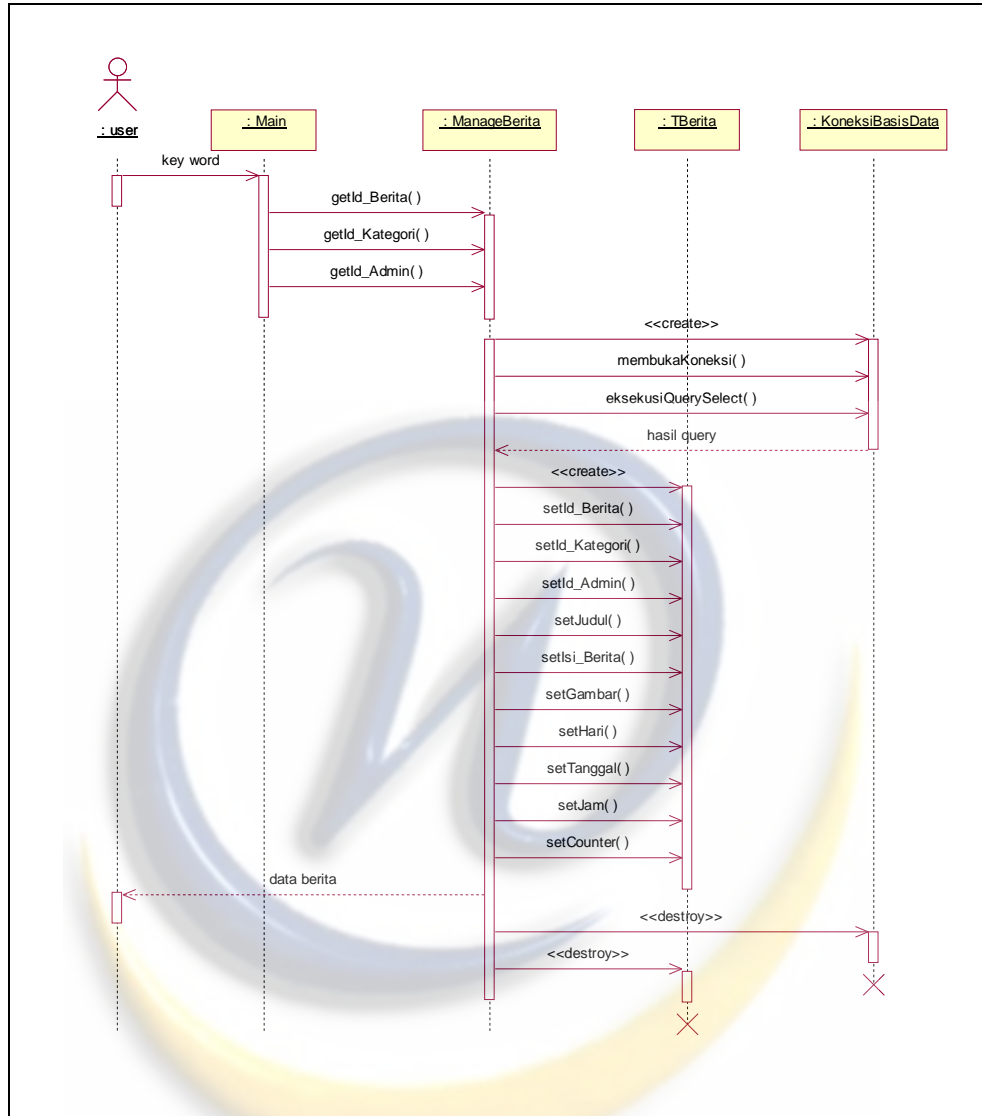 : user
: Main
: ManageBerita
: TBerita
: KoneksiBasisData
key word
getId_Berita( )
getId_Kategori( )
getId_Admin( )
<<create>>
membukaKoneksi( )
eksekusiQuerySelect( )
hasil query
<<create>>
setId_Berita( )
setId_Kategori( )
setId_Admin( )
setJudul( )
setIsi_Berita( )
setGambar( )
setHari( )
setTanggal( )
setJam( )
setCounter( )
data berita
<<destroy>>
<<destroy>>